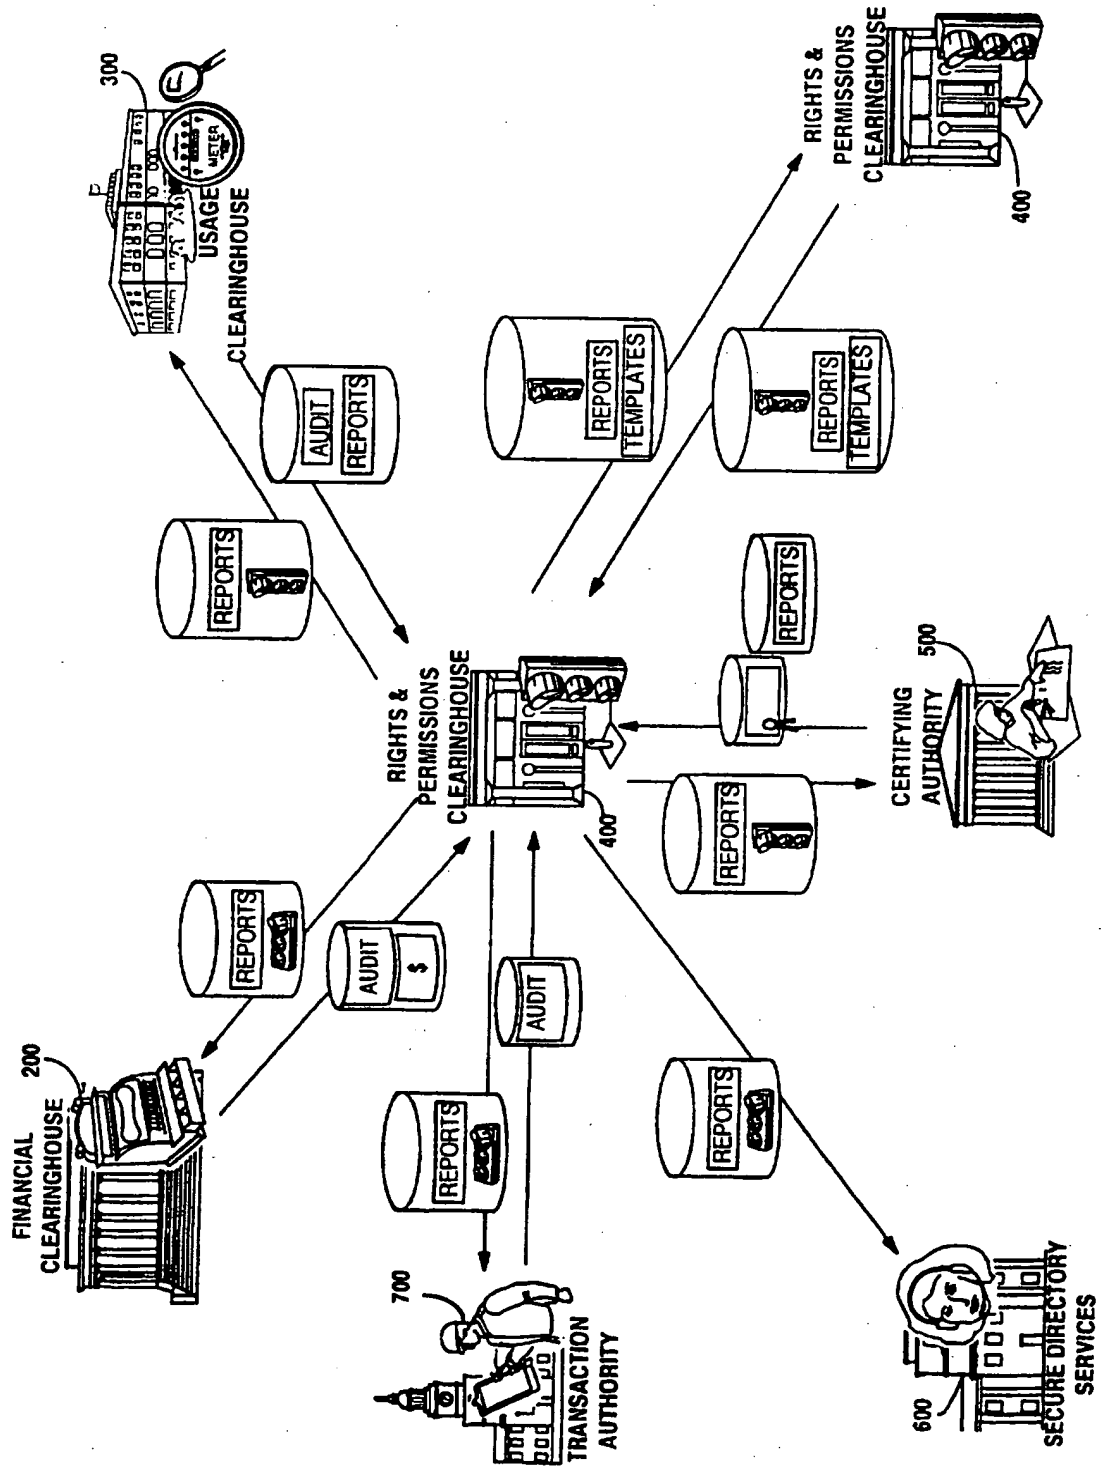 FINANCIAL
CLEARINGHOUSE
200
300
METER
USAGE
CLEARINGHOUSE
REPORTS
REPORTS
AUDIT
REPORTS
AUDIT
$
RIGHTS &
PERMISSIONS
CLEARINGHOUSE
400
700
REPORTS
AUDIT
TRANSACTION
AUTHORITY
REPORTS
TEMPLATES
REPORTS
REPORTS
REPORTS
REPORTS
TEMPLATES
RIGHTS &
PERMISSIONS
CLEARINGHOUSE
400
CERTIFYING
AUTHORITY
500
600
SECURE DIRECTORY
SERVICES